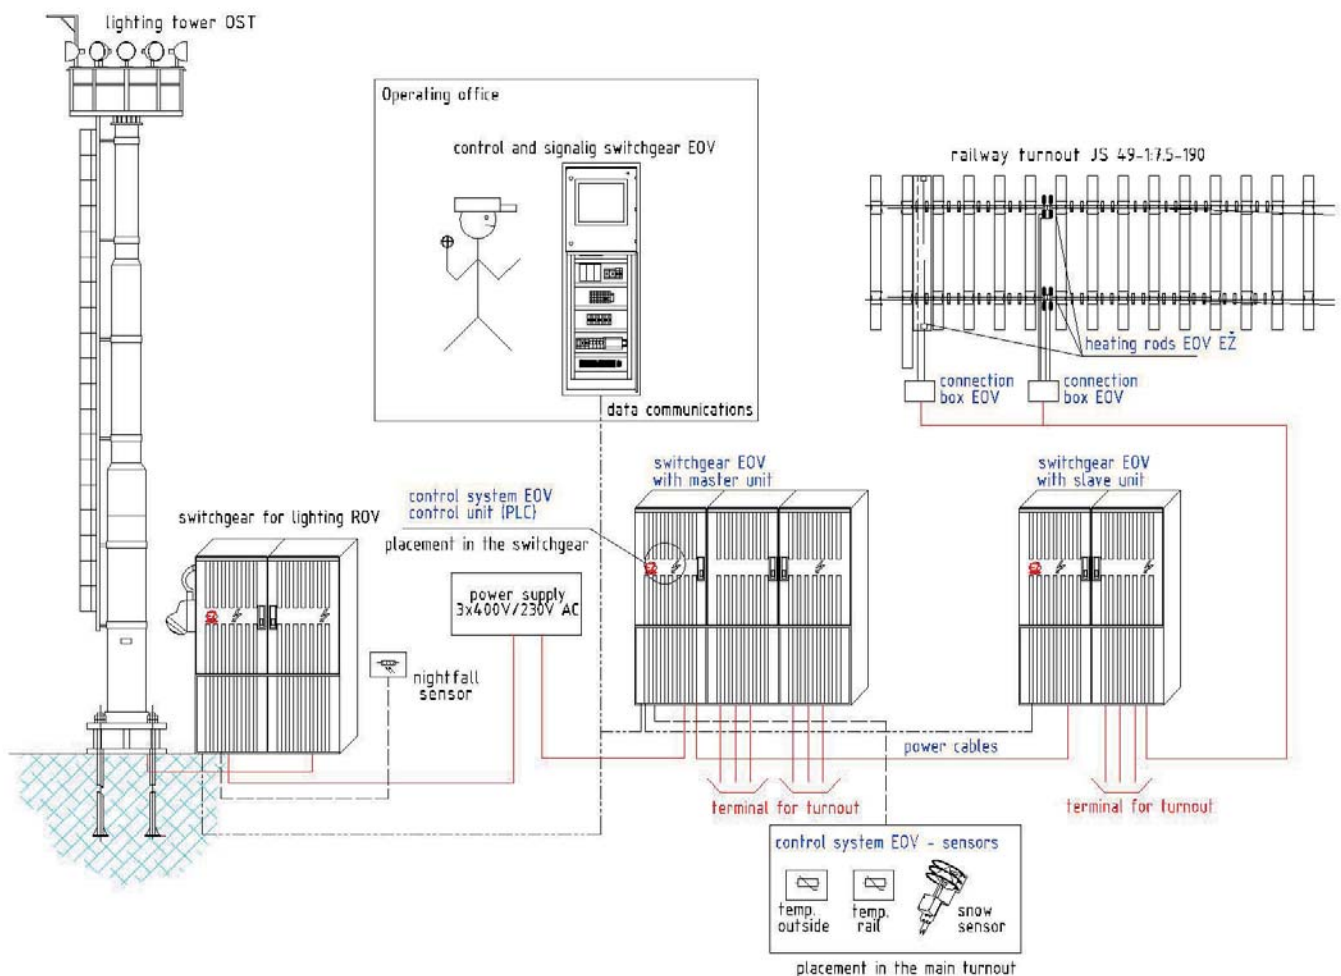 lighting tower OST
Operating office
control and signalig switchgear EOV
data communications
railway turnout JS 49-1:7.5-190
heating rods EOV EŽ
connection
box EOV
connection
box EOV
switchgear EOV
with master unit
switchgear EOV
with slave unit
control system EOV
control unit (PLC)
placement in the switchgear
switchgear for lighting ROV
power supply
3x400V/230V AC
nightfall
sensor
power cables
terminal for turnout
terminal for turnout
control system EOV - sensors
temp.
outside
temp.
rail
snow
sensor
placement in the main turnout